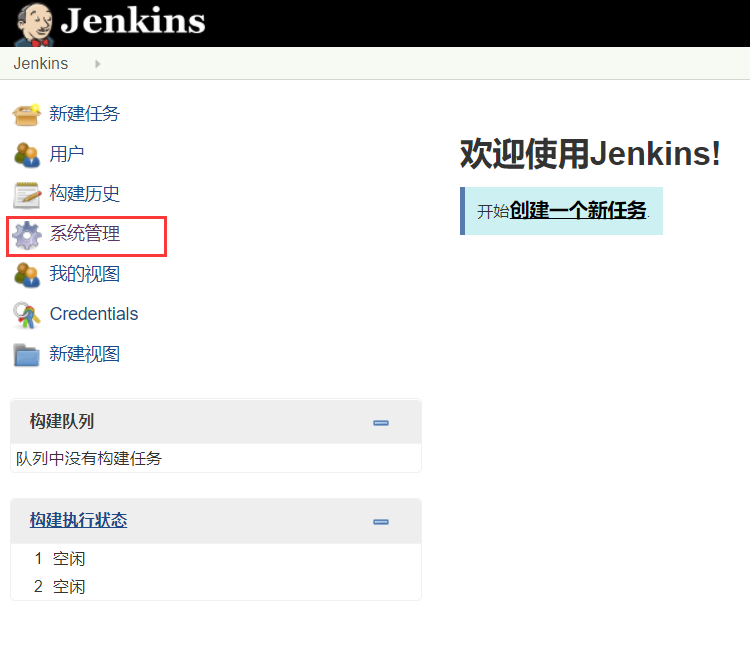 Jenkins
Jenkins
新建任务
用户
构建历史
系统管理
我的视图
Credentials
新建视图
欢迎使用Jenkins!
开始创建一个新任务.
构建队列
队列中没有构建任务
构建执行状态
1 空闲
2 空闲